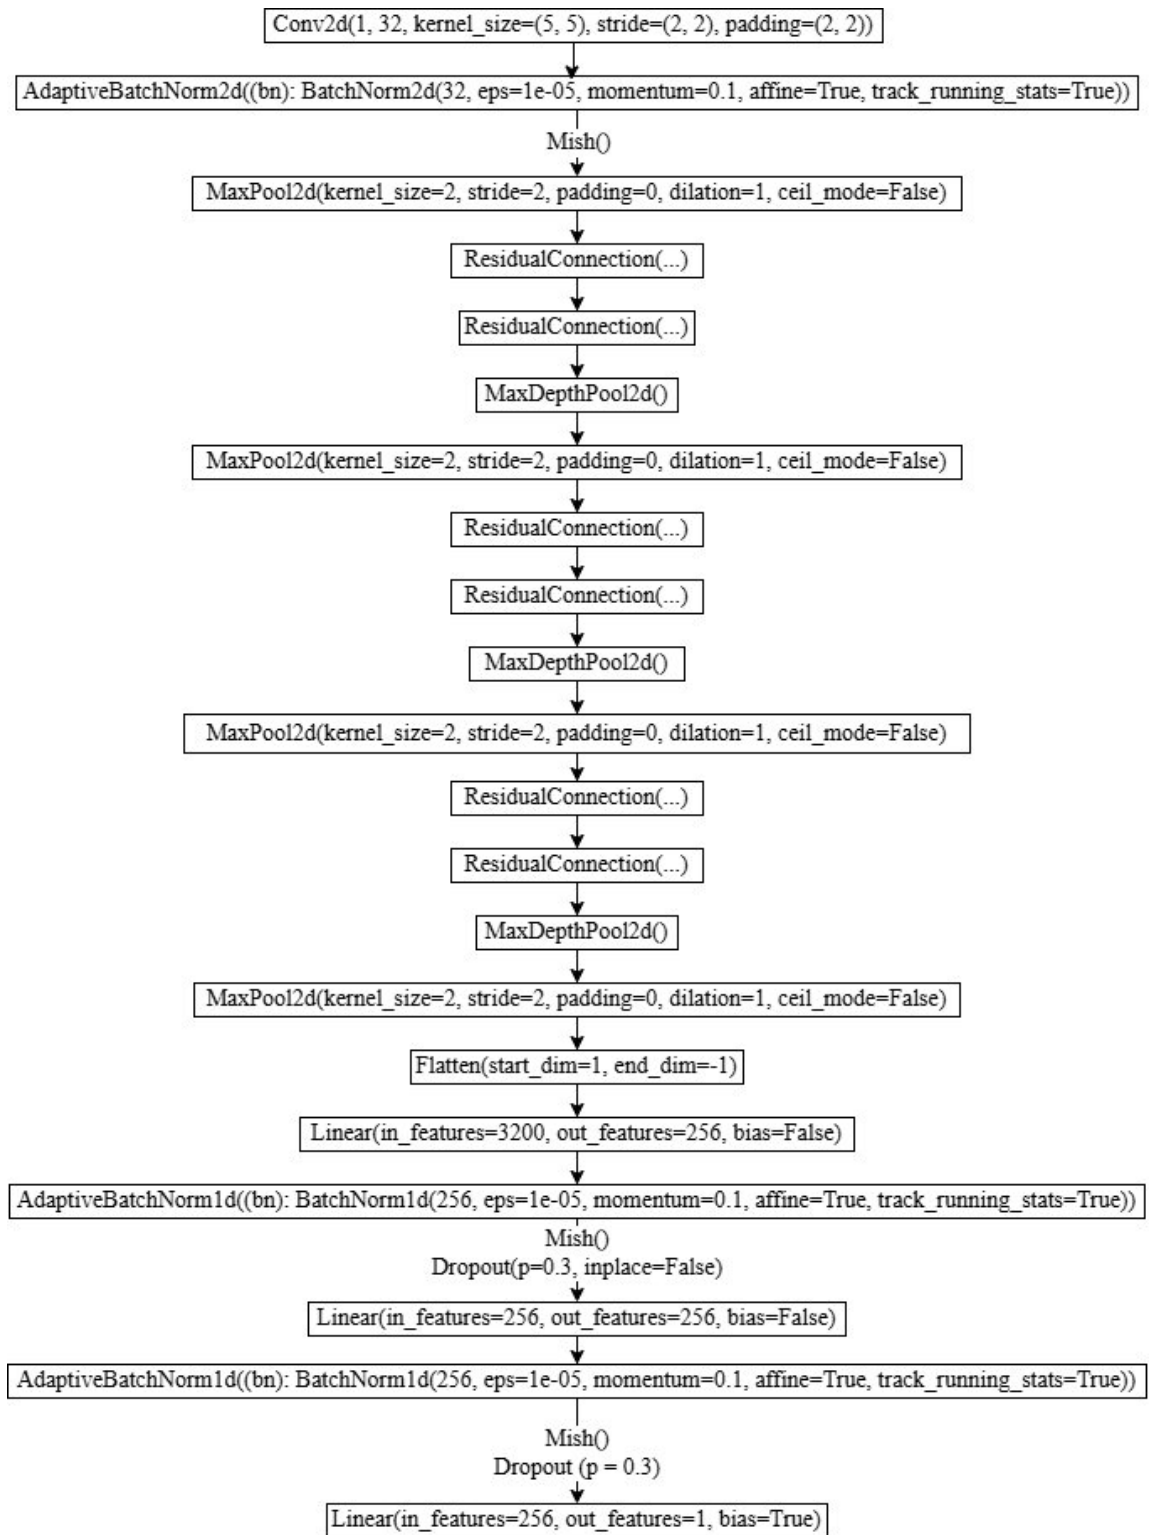 Conv2d(1, 32, kernel_size=(5, 5), stride=(2, 2), padding=(2, 2))
AdaptiveBatchNorm2d((bn): BatchNorm2d(32, eps=1e-05, momentum=0.1, affine=True, track_running_stats=True))
Mish()
MaxPool2d(kernel_size=2, stride=2, padding=0, dilation=1, ceil_mode=False)
ResidualConnection(...)
ResidualConnection(...)
MaxDepthPool2d()
MaxPool2d(kernel_size=2, stride=2, padding=0, dilation=1, ceil_mode=False)
ResidualConnection(...)
ResidualConnection(...)
MaxDepthPool2d()
MaxPool2d(kernel_size=2, stride=2, padding=0, dilation=1, ceil_mode=False)
ResidualConnection(...)
ResidualConnection(...)
MaxDepthPool2d()
MaxPool2d(kernel_size=2, stride=2, padding=0, dilation=1, ceil_mode=False)
Flatten(start_dim=1, end_dim=-1)
Linear(in_features=3200, out_features=256, bias=False)
AdaptiveBatchNorm1d((bn): BatchNorm1d(256, eps=1e-05, momentum=0.1, affine=True, track_running_stats=True))
Mish()
Dropout(p=0.3, inplace=False)
Linear(in_features=256, out_features=256, bias=False)
AdaptiveBatchNorm1d((bn): BatchNorm1d(256, eps=1e-05, momentum=0.1, affine=True, track_running_stats=True))
Mish()
Dropout (p = 0.3)
Linear(in_features=256, out_features=1, bias=True)